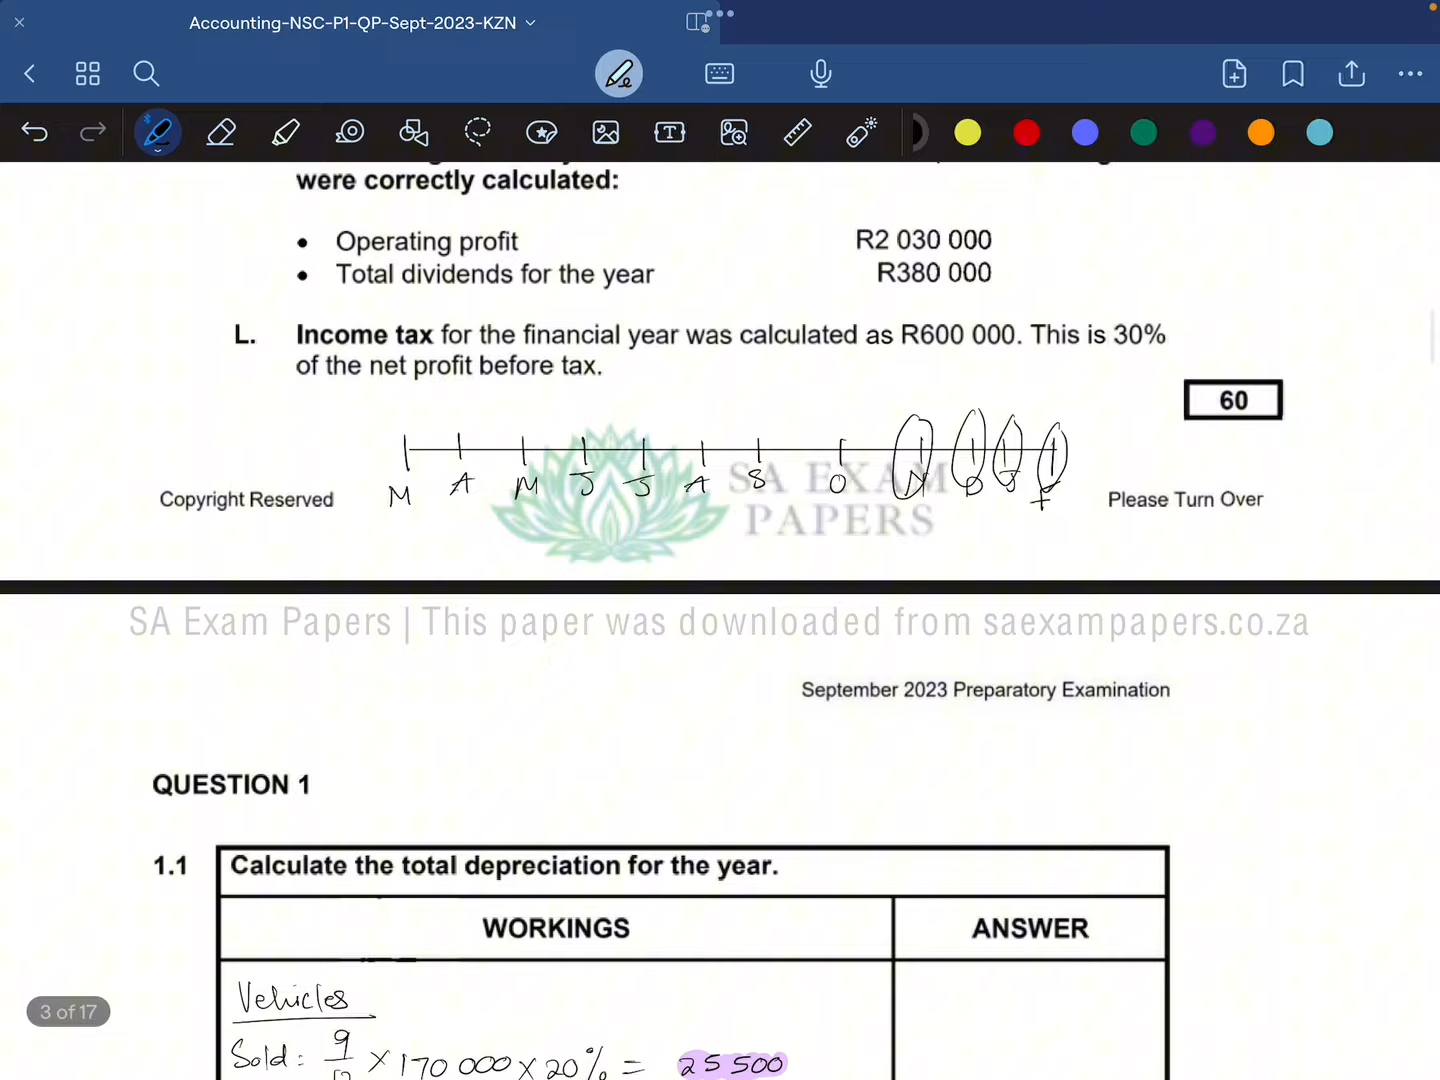 Accounting-NSC-P1-QP-Sept-2023-KZN
were correctly calculated:
• Operating profit R2 030 000
• Total dividends for the year R380 000
L. Income tax for the financial year was calculated as R600 000. This is 30%
of the net profit before tax.
60
M A M J J A S O N D J F
SA EXAM
PAPERS
Copyright Reserved Please Turn Over
SA Exam Papers | This paper was downloaded from saexampapers.co.za
September 2023 Preparatory Examination
QUESTION 1
1.1 Calculate the total depreciation for the year.
WORKINGS ANSWER
Vehicles
Sold: 9/12 × 170 000 × 20% = 25 500
3 of 17